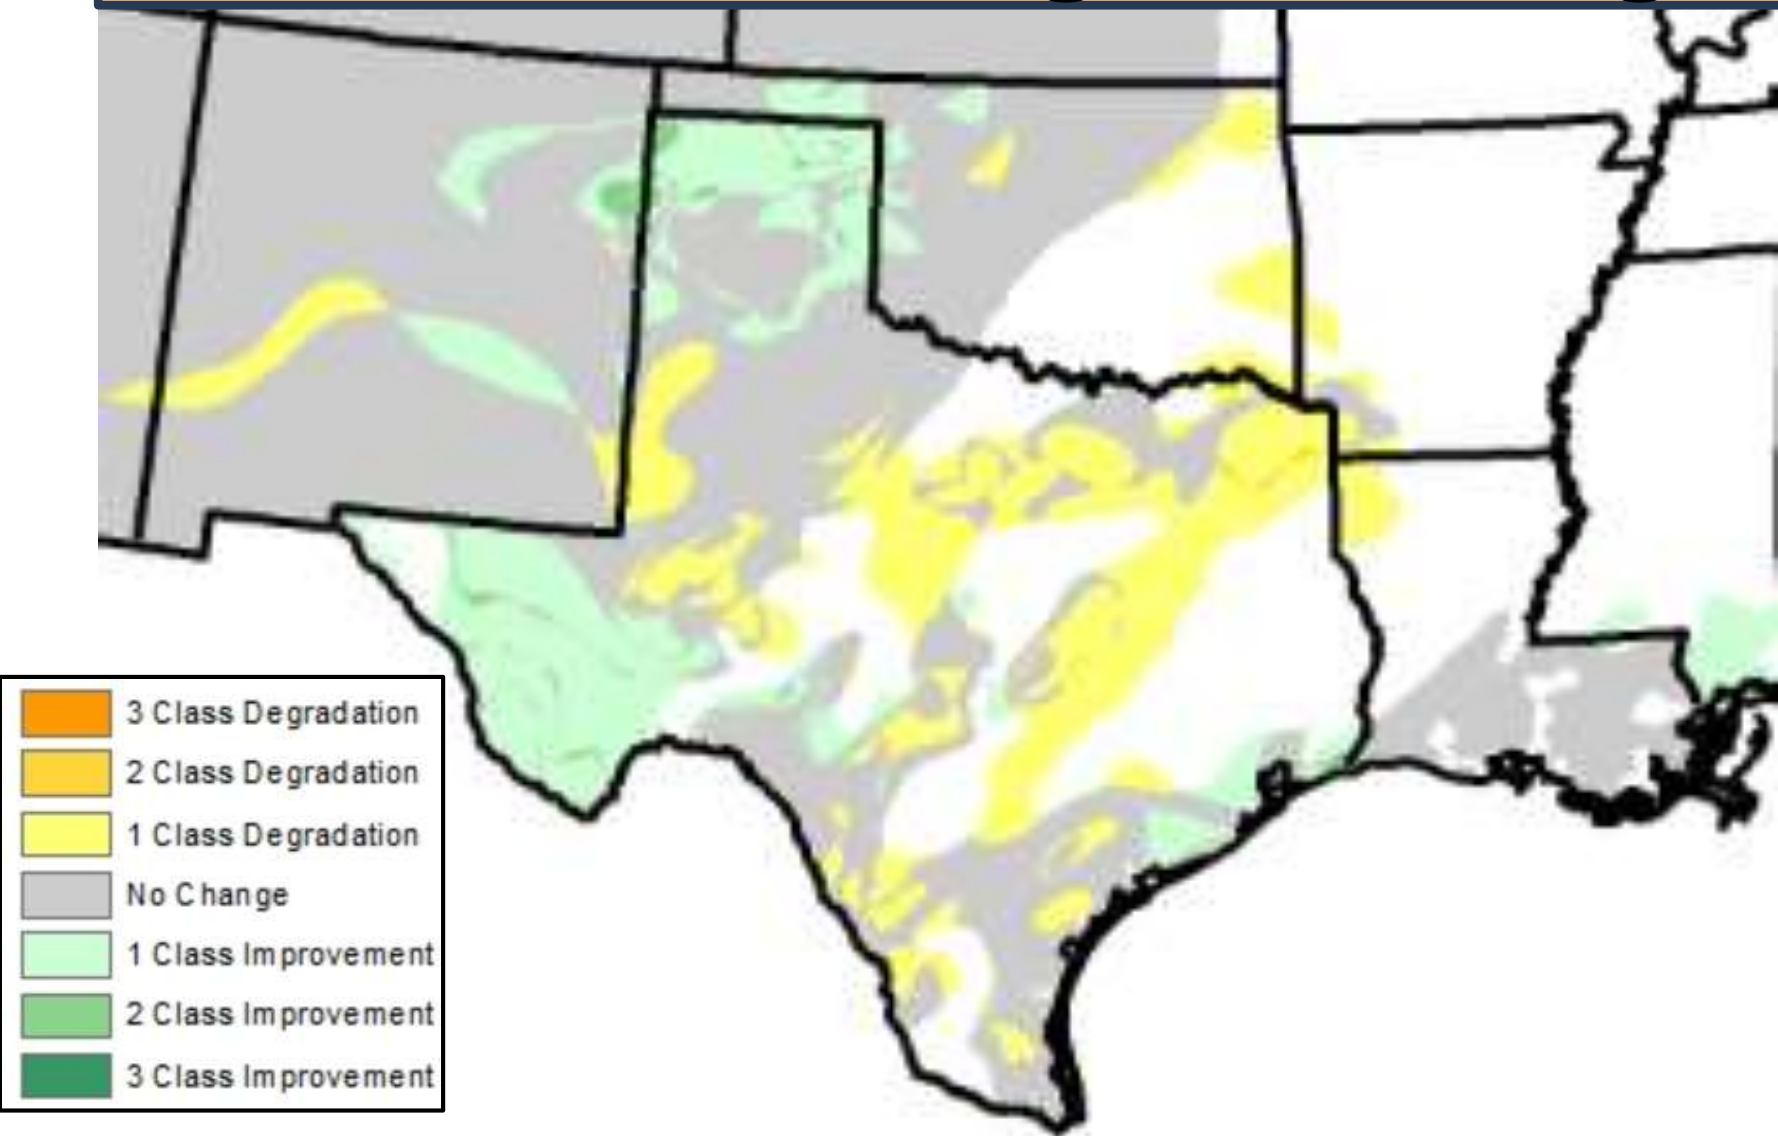 3 Class Degradation
2 Class Degradation
1 Class Degradation
No Change
1 Class Improvement
2 Class Improvement
3 Class Improvement